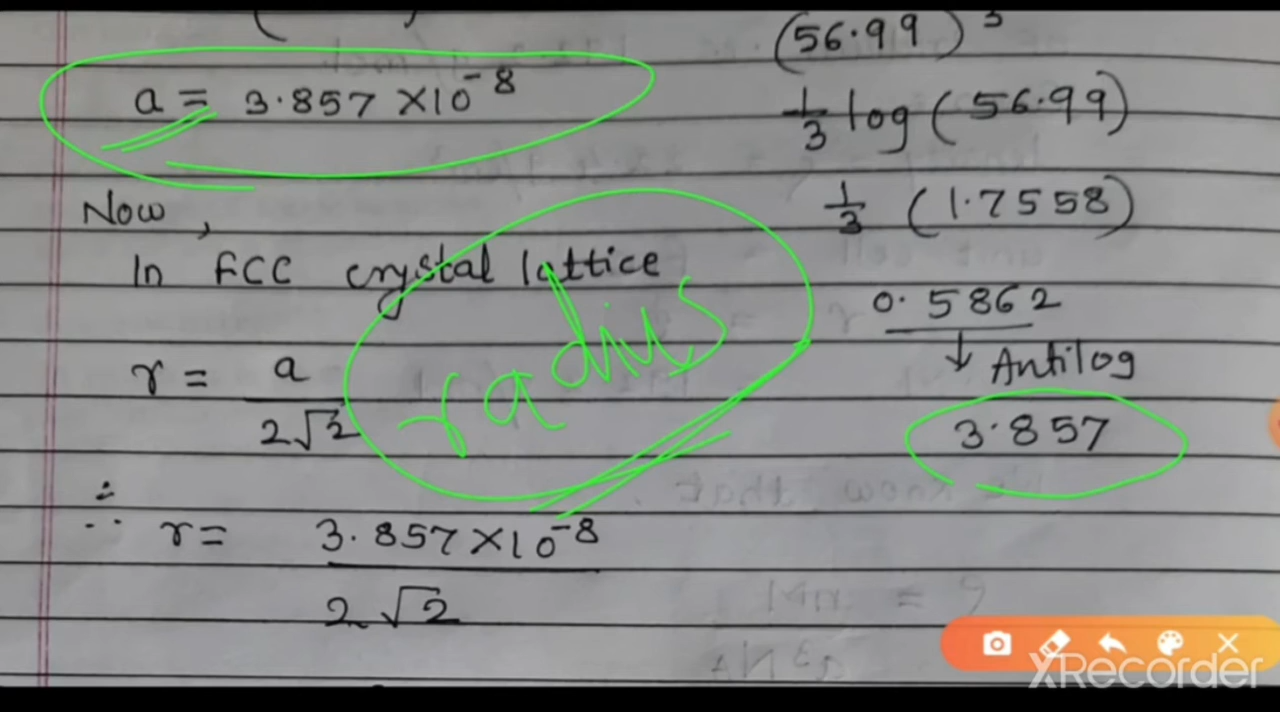 a = 3.857 ×10⁻⁸
Now,
In FCC crystal lattice
r = a
2√2
radius
∴ r = 3.857×10⁻⁸
2√2
(56.99)³
1/3 log (56.99)
1/3 (1.7558)
0.5862
↓ Antilog
3.857
XRecorder